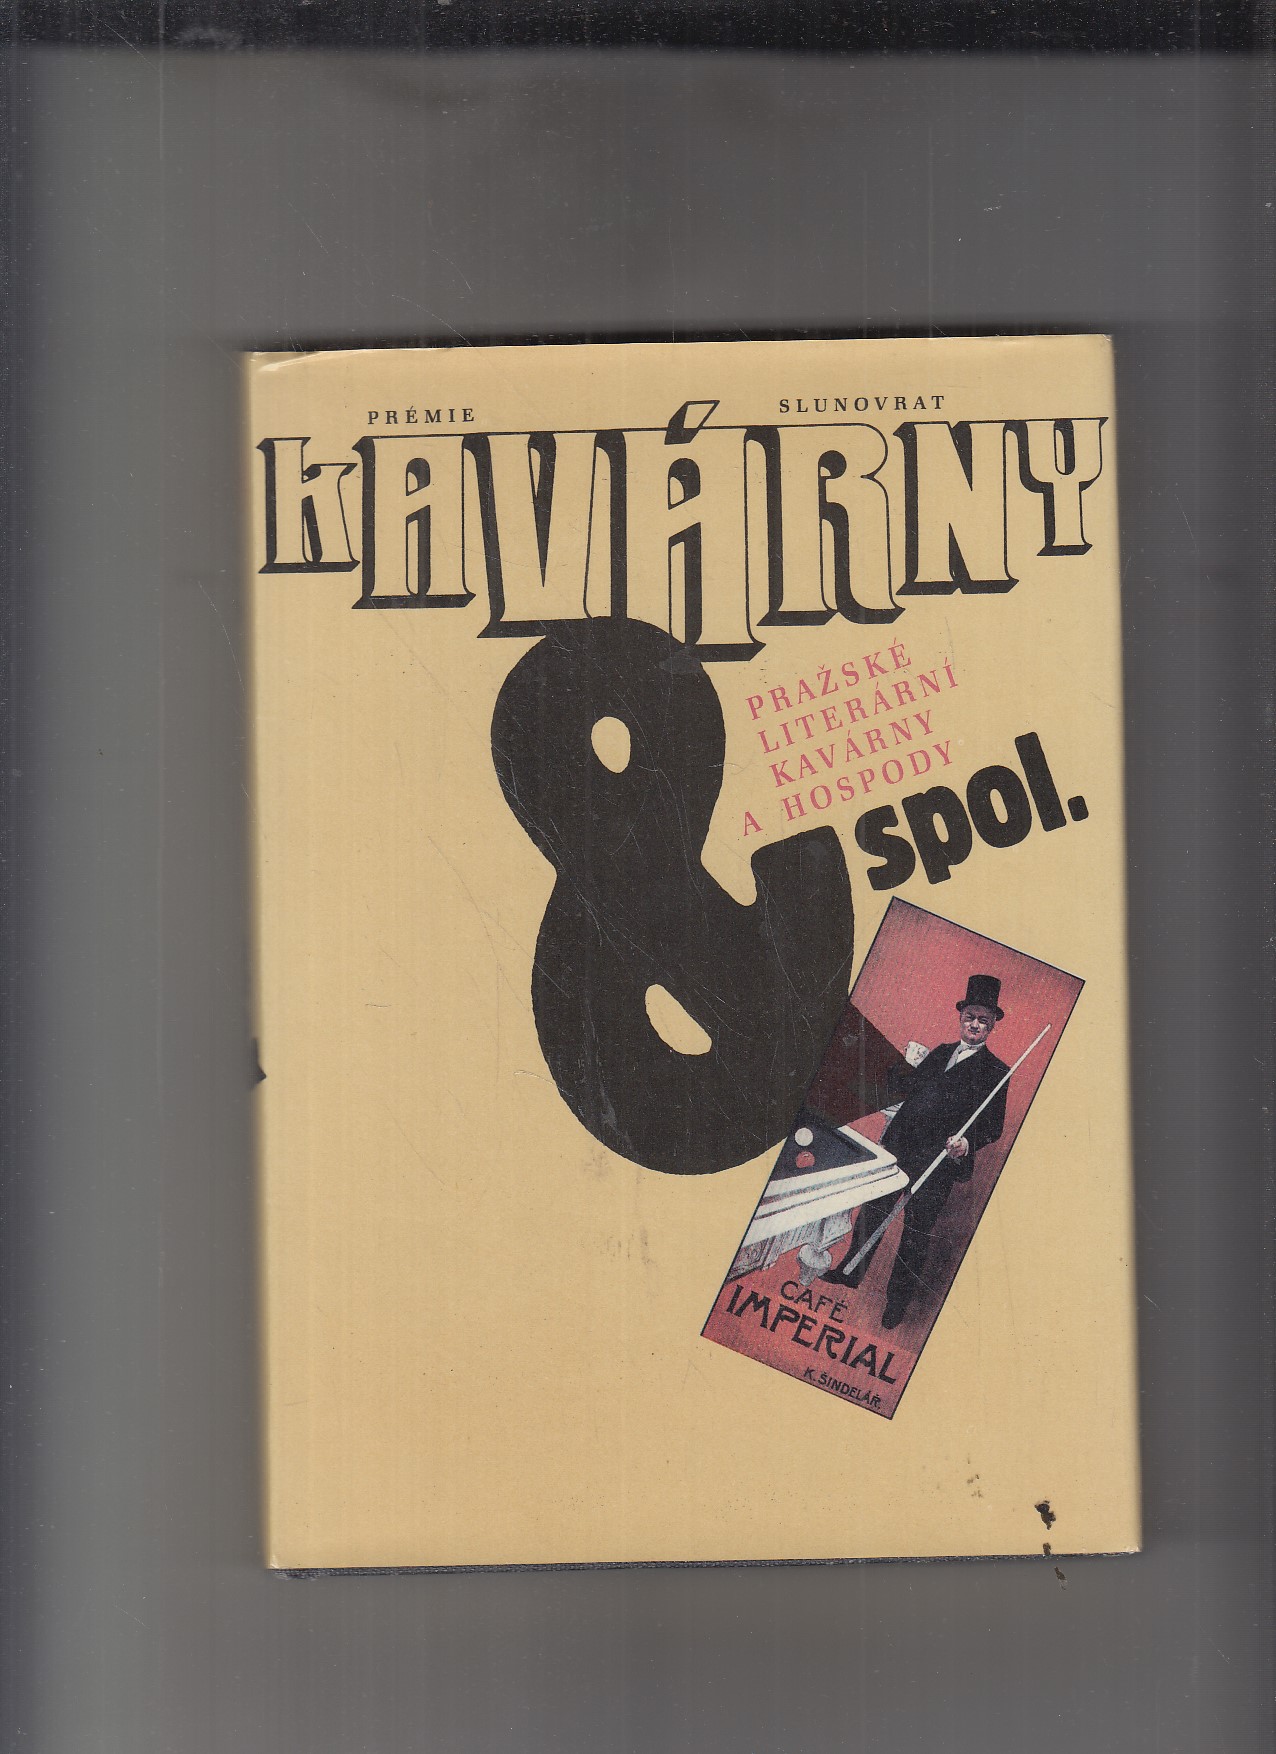 PRÉMIE SLUNOVRAT
KAVÁRNY
&
PRAŽSKÉ
LITERÁRNÍ
KAVÁRNY
A HOSPODY
spol.
CAFÉ
IMPERIAL
K. ŠINDELÁŘ.